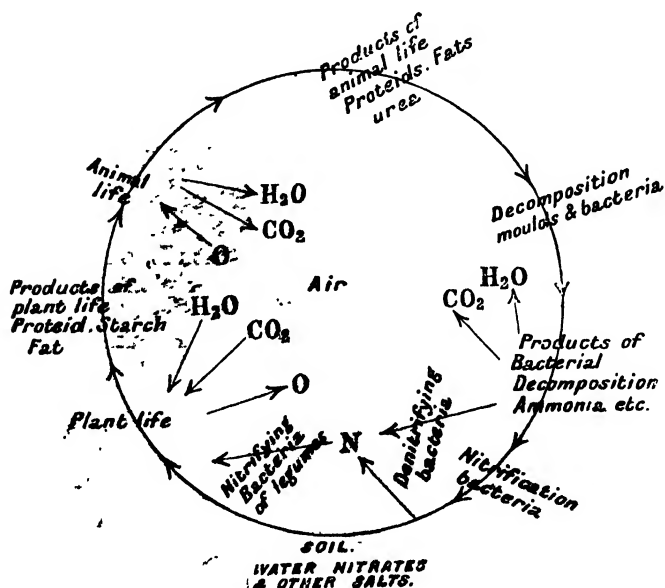 Products of
animal life
Proteids. Fats
urea
Animal
life
Decomposition
moulds & bacteria
H₂O
CO₂
O
Air
Products of
plant life
Proteid. Starch
Fat
H₂O
CO₂
O
Plant life
H₂O
CO₂
Products of
Bacterial
Decomposition
Ammonia etc.
N
Nitrifying
Bacteria
of legumes
Denitrifying
bacteria
Nitrification
bacteria
SOIL.
WATER NITRATES
& OTHER SALTS.